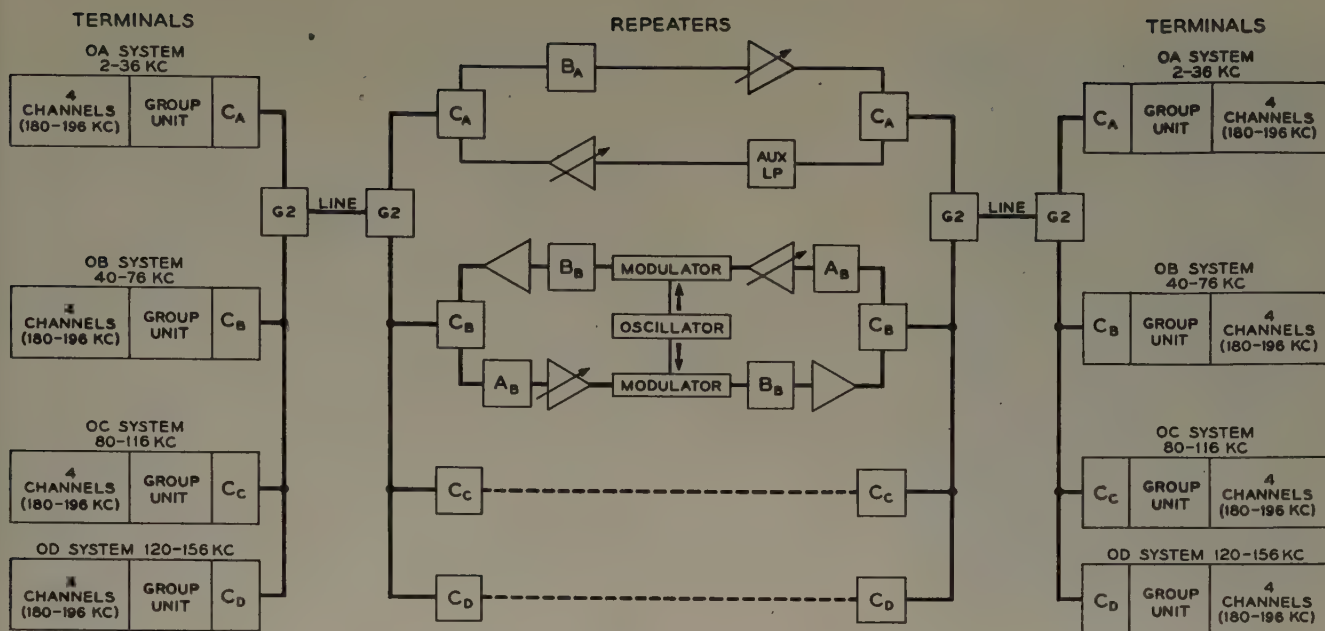 TERMINALS
OA SYSTEM
2-36 KC
4
CHANNELS
(180-196 KC)
GROUP
UNIT
CA
G2
LINE
G2
OB SYSTEM
40-76 KC
CHANNELS
(180-196 KC)
GROUP
UNIT
CB
OC SYSTEM
80-116 KC
4
CHANNELS
(180-196 KC)
GROUP
UNIT
CC
OD SYSTEM 120-156 KC
CHANNELS
(180-196 KC)
GROUP
UNIT
CD
REPEATERS
CA
BA
CA
AUX
LP
CB
BB
MODULATOR
AB
OSCILLATOR
CB
AB
MODULATOR
BB
CC
CC
CD
CD
TERMINALS
G2
LINE
G2
OA SYSTEM
2-36 KC
CA
GROUP
UNIT
4
CHANNELS
(180-196 KC)
OB SYSTEM
40-76 KC
CB
GROUP
UNIT
4
CHANNELS
(180-196 KC)
OC SYSTEM
80-116 KC
CC
GROUP
UNIT
4
CHANNELS
(180-196 KC)
OD SYSTEM 120-156 KC
CD
GROUP
UNIT
4
CHANNELS
(180-196 KC)